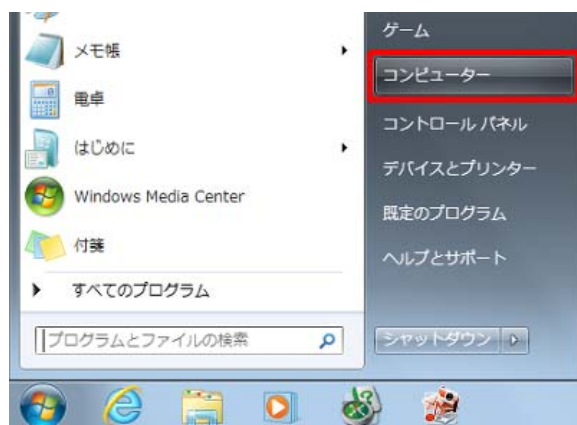 メモ帳
電卓
はじめに
Windows Media Center
付箋
すべてのプログラム
プログラムとファイルの検索
ゲーム
コンピューター
コントロール パネル
デバイスとプリンター
既定のプログラム
ヘルプとサポート
シャットダウン